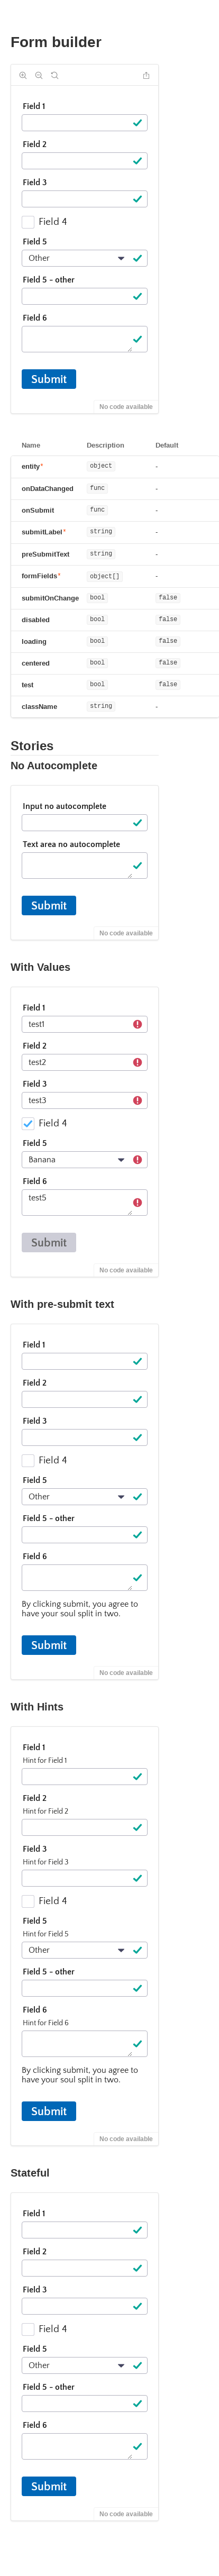 Form builder
Field 1
Field 2
Field 3
Field 4
Field 5
Other
Field 5 - other
Field 6
Submit
No code available
Name Description Default
entity* object -
onDataChanged func -
onSubmit func -
submitLabel* string -
preSubmitText string -
formFields* object[] -
submitOnChange bool false
disabled bool false
loading bool false
centered bool false
test bool false
className string -
Stories
No Autocomplete
Input no autocomplete
Text area no autocomplete
Submit
No code available
With Values
Field 1
test1
Field 2
test2
Field 3
test3
Field 4
Field 5
Banana
Field 6
test5
Submit
No code available
With pre-submit text
Field 1
Field 2
Field 3
Field 4
Field 5
Other
Field 5 - other
Field 6
By clicking submit, you agree to
have your soul split in two.
Submit
No code available
With Hints
Field 1
Hint for Field 1
Field 2
Hint for Field 2
Field 3
Hint for Field 3
Field 4
Field 5
Hint for Field 5
Other
Field 5 - other
Field 6
Hint for Field 6
By clicking submit, you agree to
have your soul split in two.
Submit
No code available
Stateful
Field 1
Field 2
Field 3
Field 4
Field 5
Other
Field 5 - other
Field 6
Submit
No code available